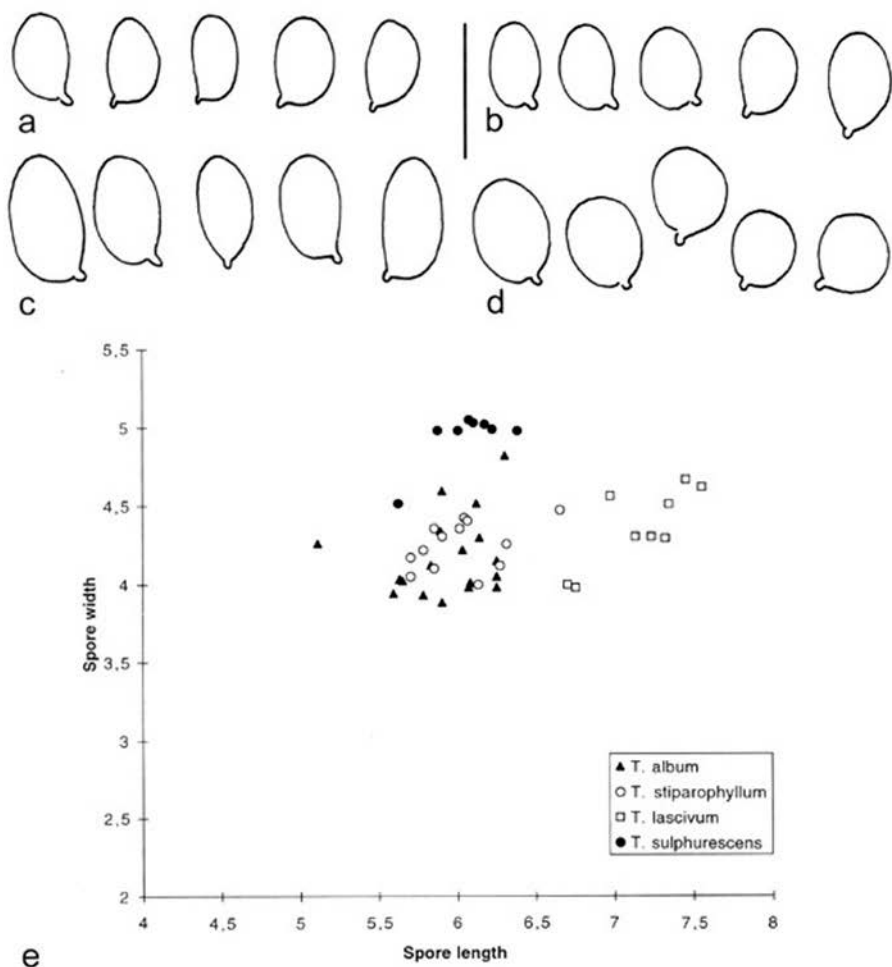 a
b
c
d
5,5
5
4,5
4
3,5
3
2,5
2
Spore width
4
4,5
5
5,5
6
6,5
7
7,5
8
Spore length
T. album
T. stiparophyllum
T. lascivum
T. sulphurescens
e